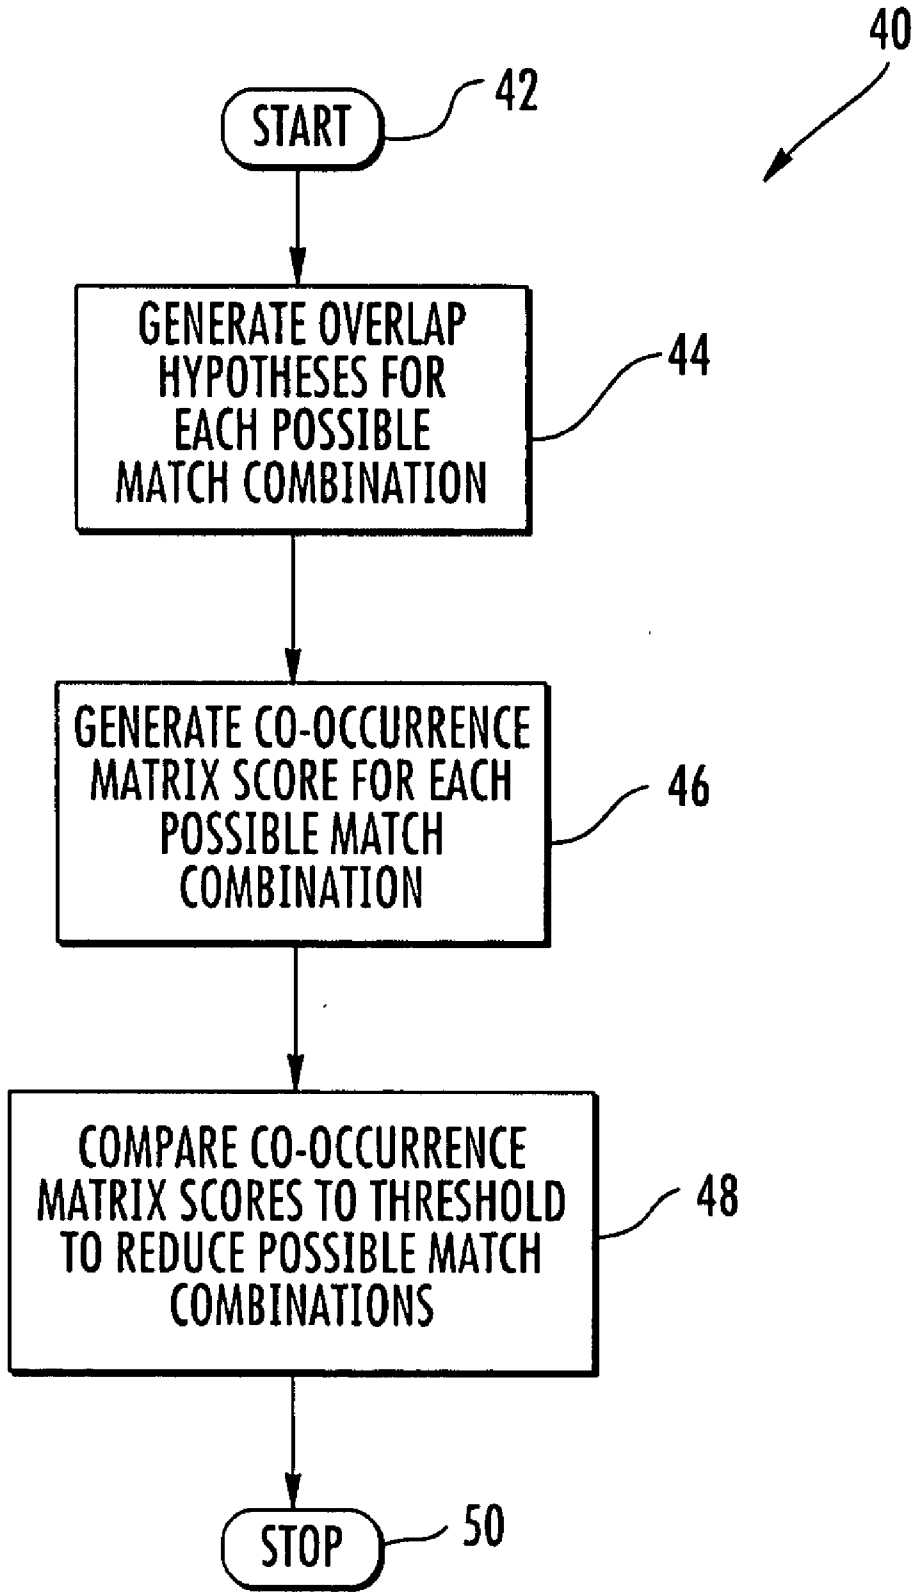 40
START
42
GENERATE OVERLAP
HYPOTHESES FOR
EACH POSSIBLE
MATCH COMBINATION
44
GENERATE CO-OCCURRENCE
MATRIX SCORE FOR EACH
POSSIBLE MATCH
COMBINATION
46
COMPARE CO-OCCURRENCE
MATRIX SCORES TO THRESHOLD
TO REDUCE POSSIBLE MATCH
COMBINATIONS
48
STOP
50